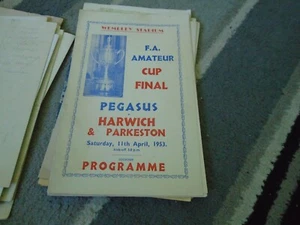 WEMBLEY STADIUM
F.A.
AMATEUR
CUP
FINAL
PEGASUS
v
HARWICH
& PARKESTON
Saturday, 11th April, 1953.
PROGRAMME